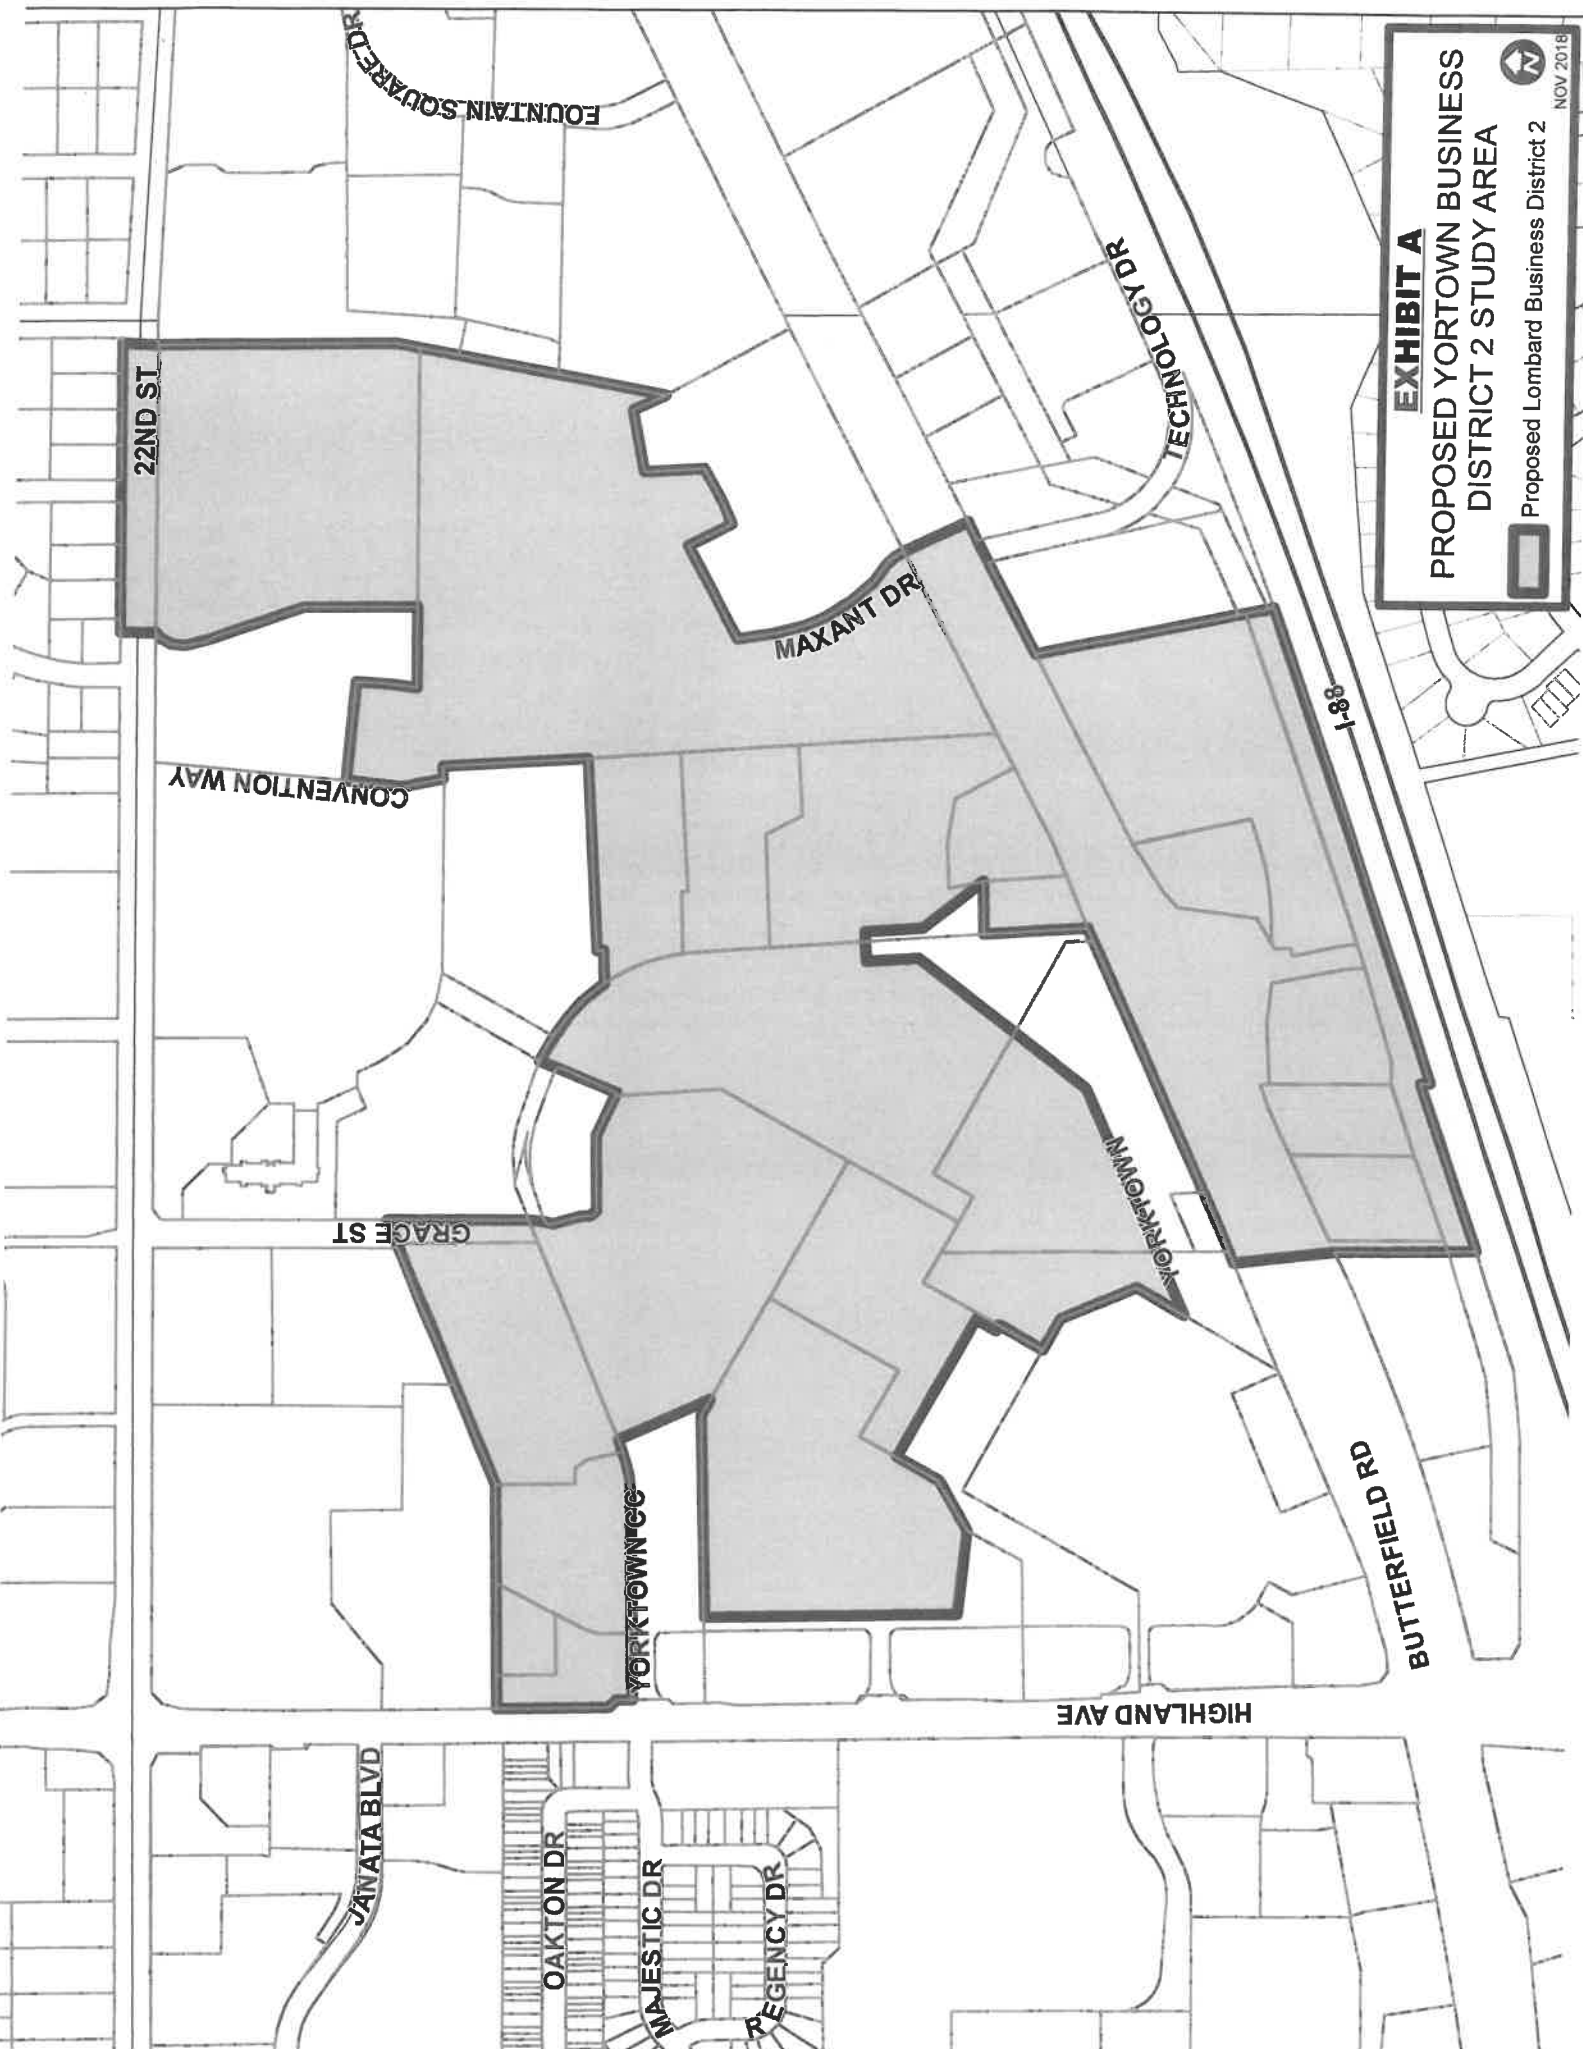 22ND ST
FOUNTAIN SQUARE DR
CONVENTION WAY
MAXANT DR
TECHNOLOGY DR
I-88
GRACE ST
YORKTOWN
YORKTOWN CC
BUTTERFIELD RD
HIGHLAND AVE
JANATA BLVD
OAKTON DR
MAJESTIC DR
REGENCY DR
EXHIBIT A
PROPOSED YORTOWN BUSINESS
DISTRICT 2 STUDY AREA
Proposed Lombard Business District 2
N
NOV 2018